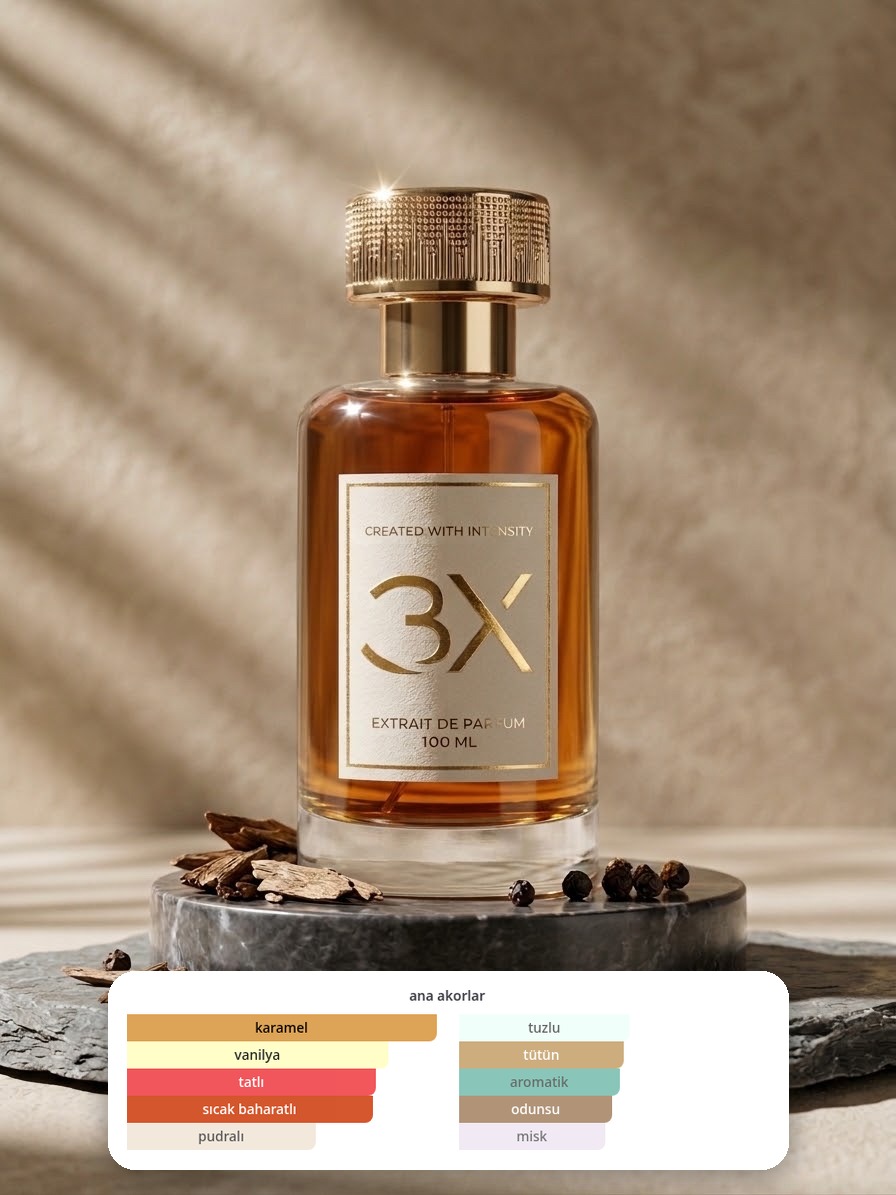 CREATED WITH INTENSITY
3X
EXTRAIT DE PARFUM
100 ML
ana akorlar
karamel
vanilya
tatlı
sıcak baharatlı
pudralı
tuzlu
tütün
aromatik
odunsu
misk